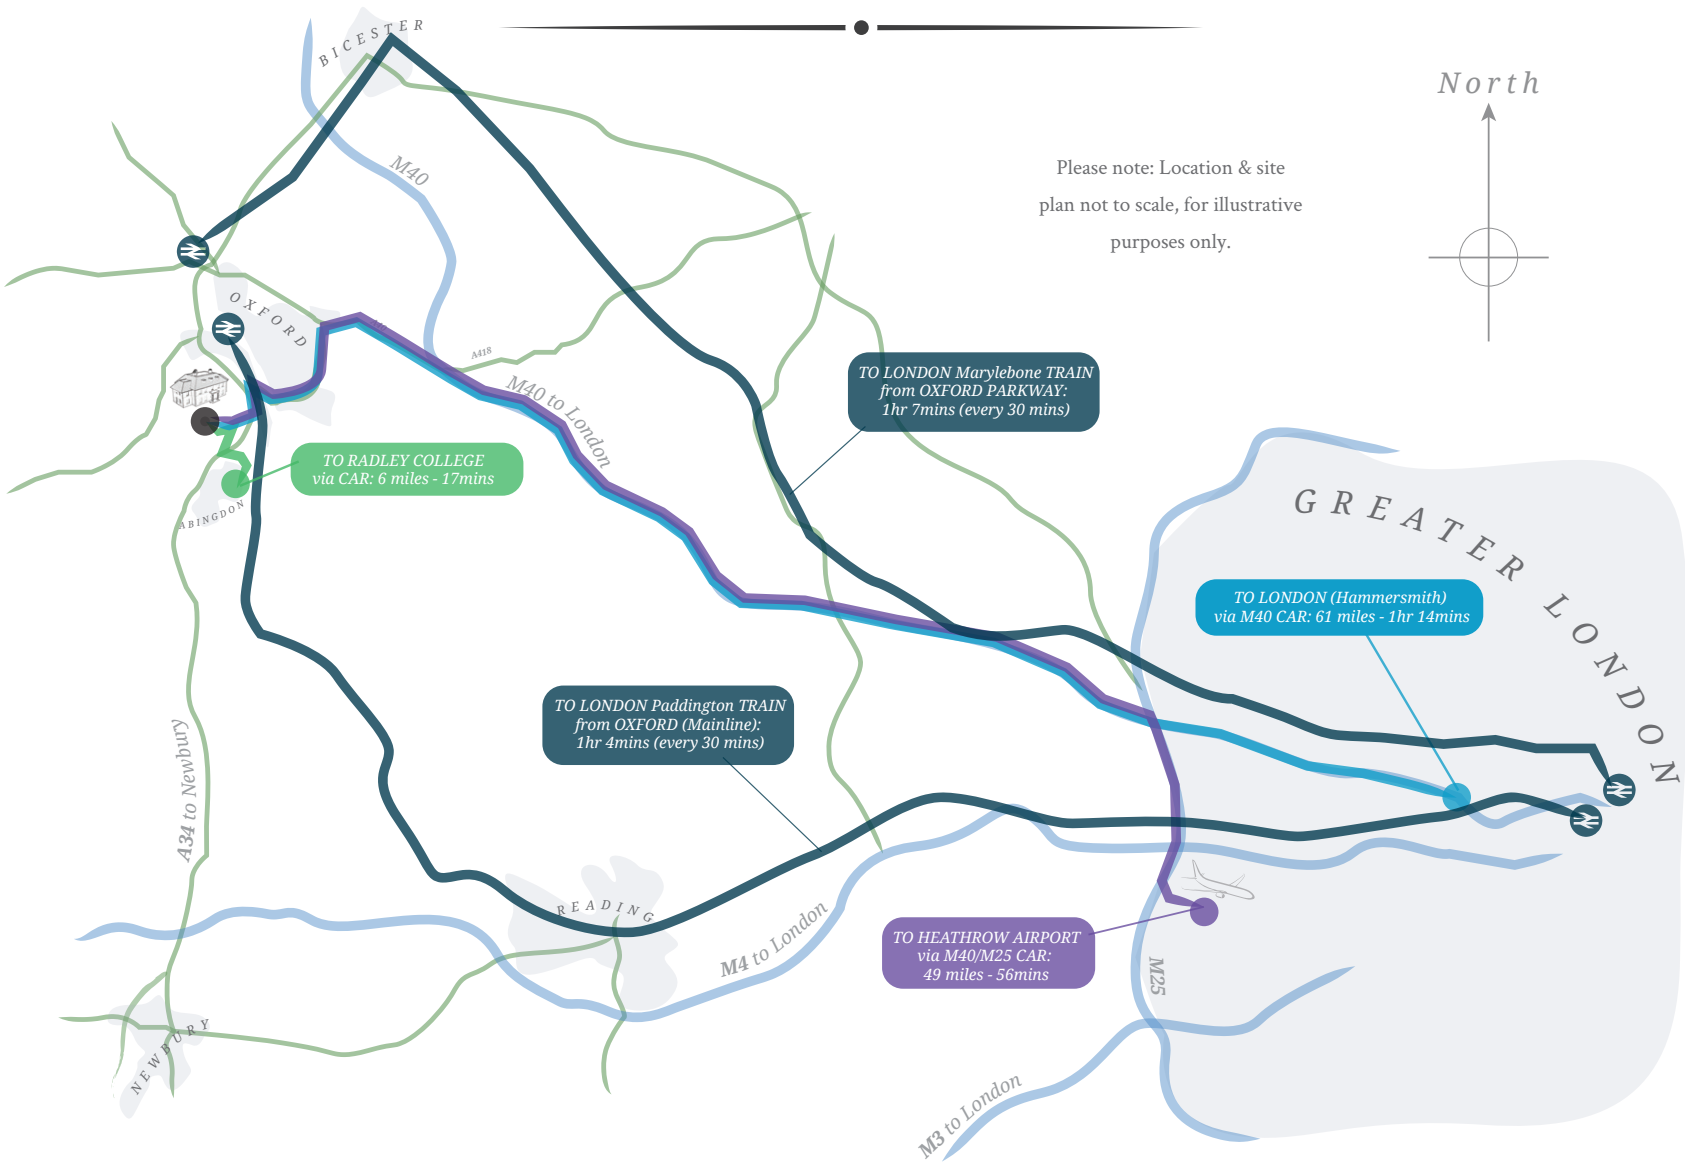 BICESTER
North
M40
Please note: Location & site
plan not to scale, for illustrative
purposes only.
OXFORD
A418
M40 to London
TO LONDON Marylebone TRAIN
from OXFORD PARKWAY:
1hr 7mins (every 30 mins)
TO RADLEY COLLEGE
via CAR: 6 miles - 17mins
ABINGDON
GREATER LONDON
TO LONDON (Hammersmith)
via M40 CAR: 61 miles - 1hr 14mins
TO LONDON Paddington TRAIN
from OXFORD (Mainline):
1hr 4mins (every 30 mins)
A34 to Newbury
READING
M4 to London
TO HEATHROW AIRPORT
via M40/M25 CAR:
49 miles - 56mins
M25
NEWBURY
M3 to London